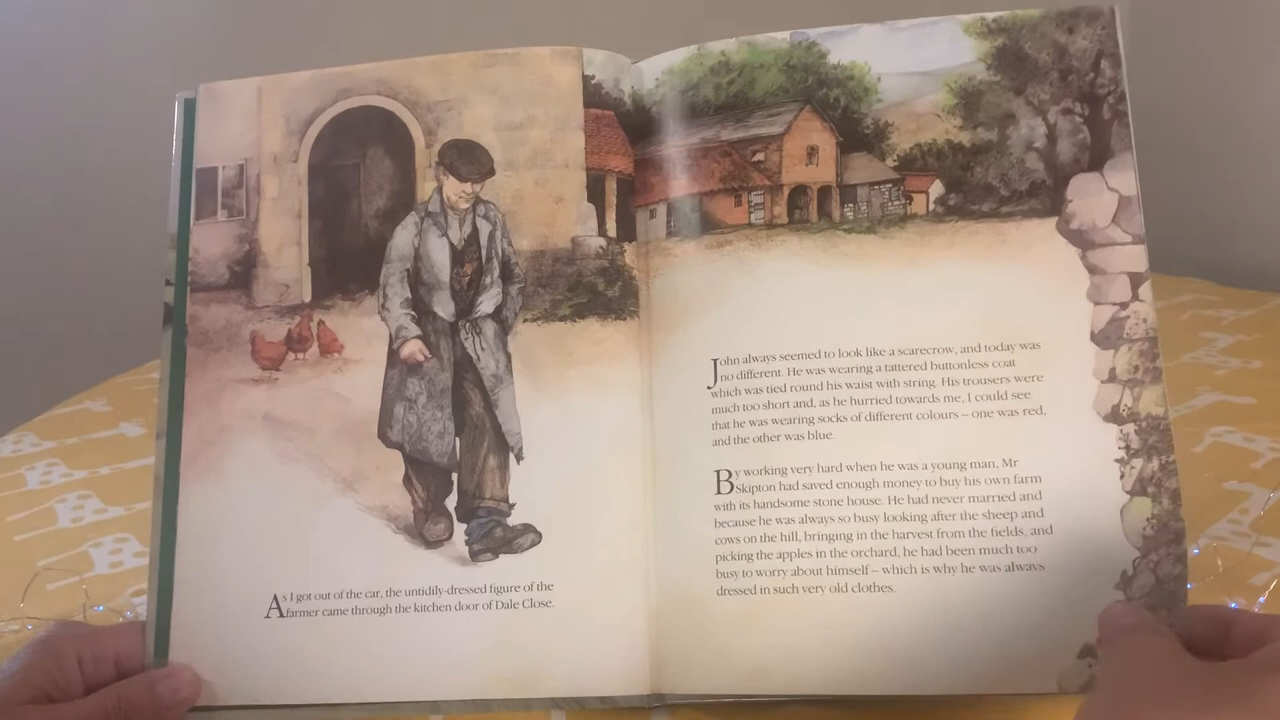 As I got out of the car, the untidily-dressed figure of the
farmer came through the kitchen door of Dale Close.
John always seemed to look like a scarecrow, and today was
no different. He was wearing a tattered buttonless coat
which was tied round his waist with string. His trousers were
much too short and, as he hurried towards me, I could see
that he was wearing socks of different colours – one was red,
and the other was blue.
By working very hard when he was a young man, Mr
Skipton had saved enough money to buy his own farm
with its handsome stone house. He had never married and
because he was always so busy looking after the sheep and
cows on the hill, bringing in the harvest from the fields, and
picking the apples in the orchard, he had been much too
busy to worry about himself – which is why he was always
dressed in such very old clothes.